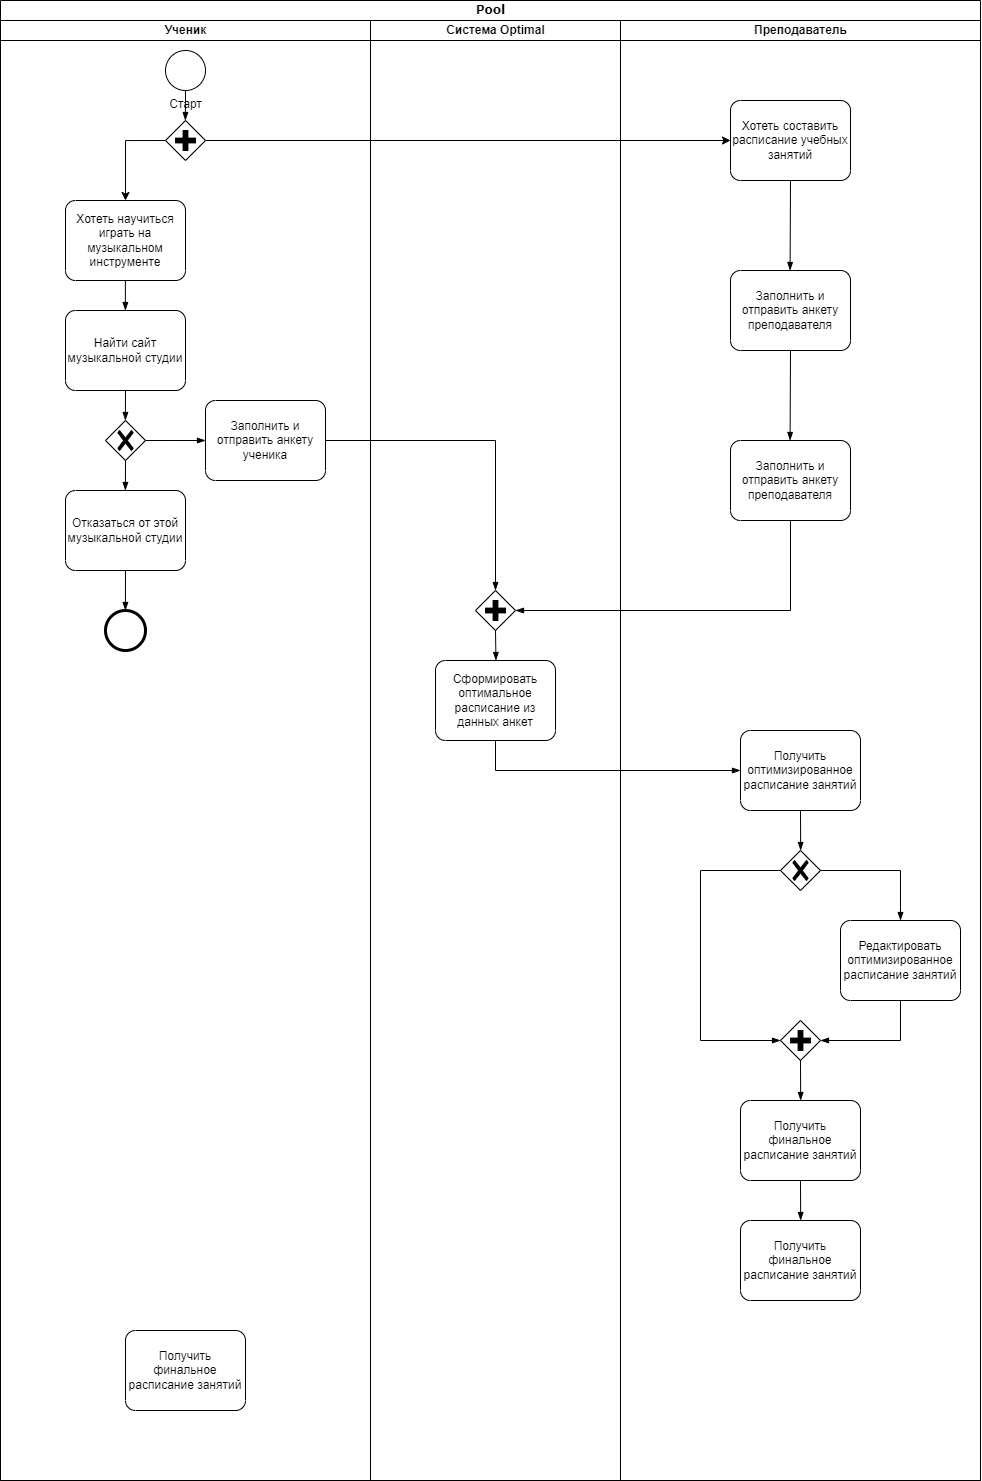 Pool
Ученик
Система Optimal
Преподаватель
Старт
Хотеть составить
расписание учебных
занятий
Хотеть научиться
играть на
музыкальном
инструменте
Заполнить и
отправить анкету
преподавателя
Найти сайт
музыкальной студии
Заполнить и
отправить анкету
ученика
Заполнить и
отправить анкету
преподавателя
Отказаться от этой
музыкальной студии
Сформировать
оптимальное
расписание из
данных анкет
Получить
оптимизированное
расписание занятий
Редактировать
оптимизированное
расписание занятий
Получить
финальное
расписание занятий
Получить
финальное
расписание занятий
Получить
финальное
расписание занятий